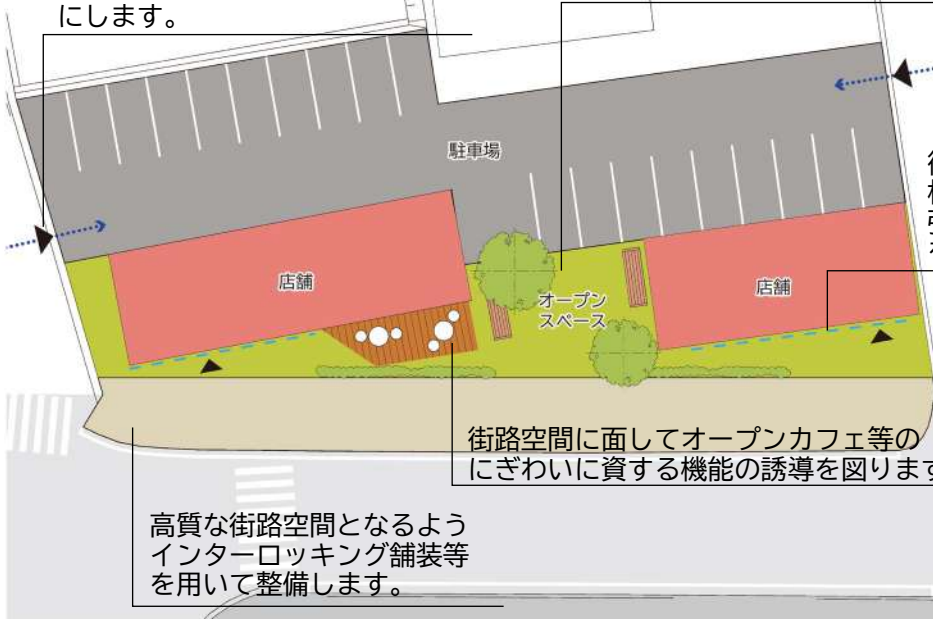 にします。
駐車場
店舗
オープン
スペース
店舗
街路空間に面してオープンカフェ等の
にぎわいに資する機能の誘導を図ります
高質な街路空間となるよう
インターロッキング舗装等
を用いて整備します。